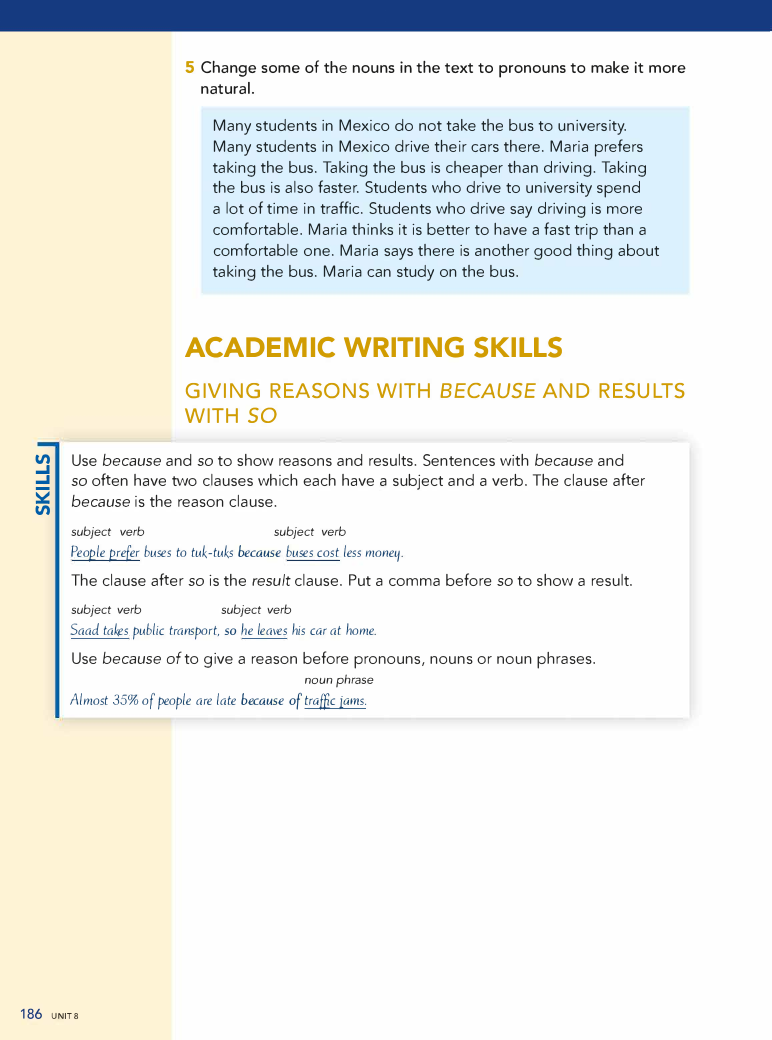 5 Change some of the nouns in the text to pronouns to make it more
natural.
Many students in Mexico do not take the bus to university.
Many students in Mexico drive their cars there. Maria prefers
taking the bus. Taking the bus is cheaper than driving. Taking
the bus is also faster. Students who drive to university spend
a lot of time in traffic. Students who drive say driving is more
comfortable. Maria thinks it is better to have a fast trip than a
comfortable one. Maria says there is another good thing about
taking the bus. Maria can study on the bus.
ACADEMIC WRITING SKILLS
GIVING REASONS WITH BECAUSE AND RESULTS
WITH SO
SKILLS
Use because and so to show reasons and results. Sentences with because and
so often have two clauses which each have a subject and a verb. The clause after
because is the reason clause.
subject verb subject verb
People prefer buses to tuk-tuks because buses cost less money.
The clause after so is the result clause. Put a comma before so to show a result.
subject verb subject verb
Saad takes public transport, so he leaves his car at home.
Use because of to give a reason before pronouns, nouns or noun phrases.
noun phrase
Almost 35% of people are late because of traffic jams.
186 UNIT 8